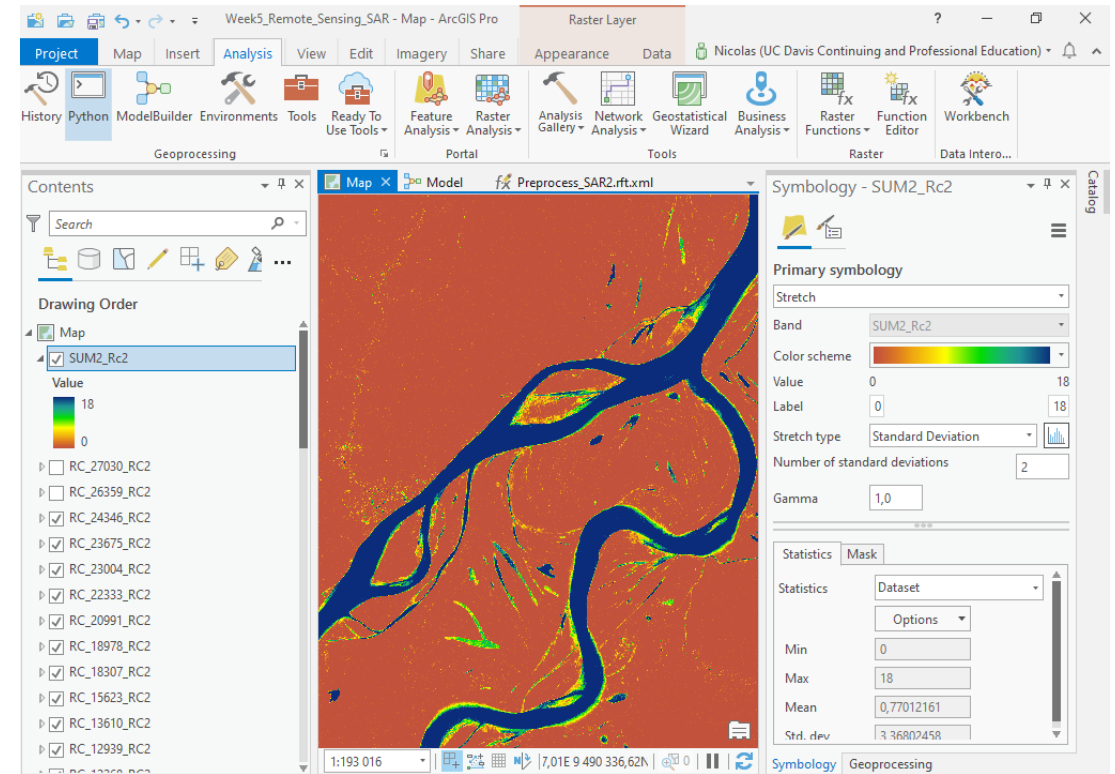 Week5_Remote_Sensing_SAR - Map - ArcGIS Pro
Raster Layer
?
Project Map Insert Analysis View Edit Imagery Share Appearance Data Nicolas (UC Davis Continuing and Professional Education)
History Python ModelBuilder Environments Tools Ready To Use Tools Feature Analysis Raster Analysis Analysis Gallery Network Analysis Geostatistical Wizard Business Analysis Raster Functions Function Editor Workbench
Geoprocessing Portal Tools Raster Data Intero...
Contents
Search
Drawing Order
Map
SUM2_Rc2
Value
18
0
RC_27030_RC2
RC_26359_RC2
RC_24346_RC2
RC_23675_RC2
RC_23004_RC2
RC_22333_RC2
RC_20991_RC2
RC_18978_RC2
RC_18307_RC2
RC_15623_RC2
RC_13610_RC2
RC_12939_RC2
Map Model Preprocess_SAR2.rft.xml
1:193 016 7,01E 9 490 336,62N 0
Symbology - SUM2_Rc2
Catalog
Primary symbology
Stretch
Band SUM2_Rc2
Color scheme
Value 0 18
Label 0 18
Stretch type Standard Deviation
Number of standard deviations 2
Gamma 1,0
Statistics Mask
Statistics Dataset
Options
Min 0
Max 18
Mean 0,77012161
Std. dev 3,36802458
Symbology Geoprocessing